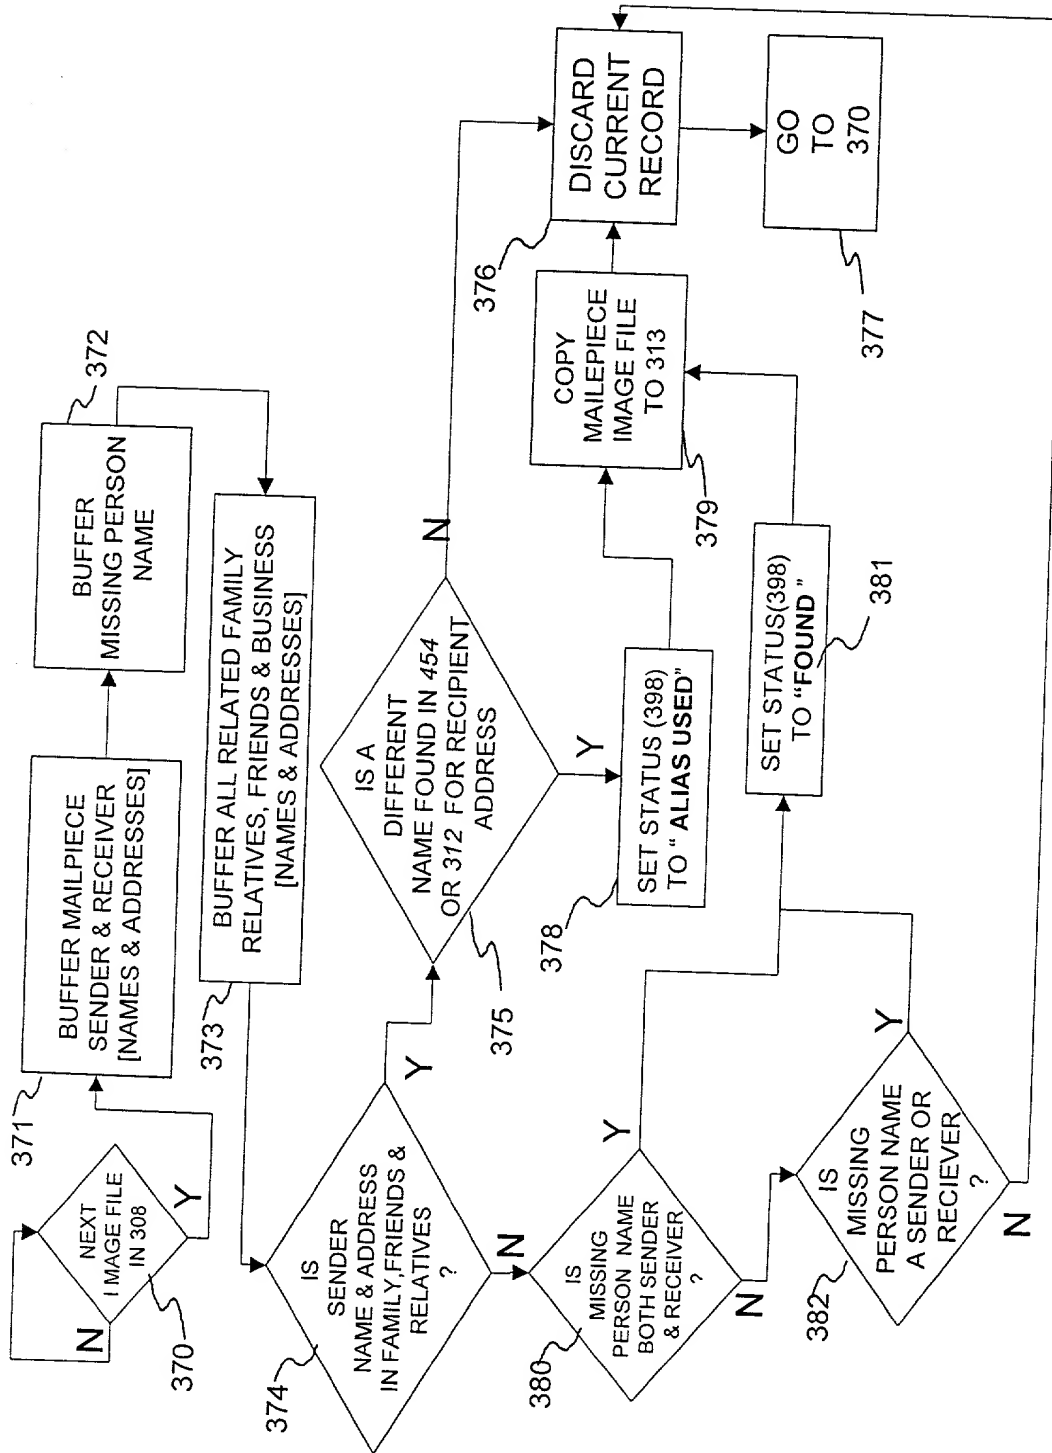 NEXT
IMAGE FILE
IN 308
N
Y
370
371
BUFFER MAILPIECE
SENDER & RECEIVER
[NAMES & ADDRESSES]
372
BUFFER
MISSING PERSON
NAME
373
BUFFER ALL RELATED FAMILY
RELATIVES, FRIENDS & BUSINESS
[NAMES & ADDRESSES]
374
IS
SENDER
NAME & ADDRESS
IN FAMILY,FRIENDS &
RELATIVES
?
Y
N
375
IS A
DIFFERENT
NAME FOUND IN 454
OR 312 FOR RECIPIENT
ADDRESS
N
Y
376
DISCARD
CURRENT
RECORD
377
GO
TO
370
378
SET STATUS (398)
TO " ALIAS USED"
379
COPY
MAILEPIECE
IMAGE FILE
TO 313
380
IS
MISSING
PERSON NAME
BOTH SENDER
& RECEIVER
?
Y
N
381
SET STATUS(398)
TO "FOUND "
382
IS
MISSING
PERSON NAME
A SENDER OR
RECIEVER
?
Y
N